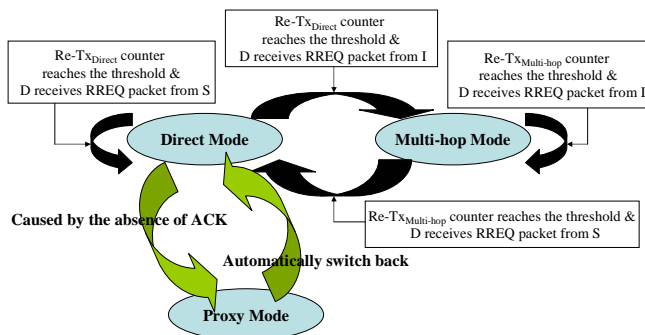 Re-TxDirect counter
reaches the threshold &
D receives RREQ packet from I
Re-TxDirect counter
reaches the threshold &
D receives RREQ packet from S
Re-TxMulti-hop counter
reaches the threshold &
D receives RREQ packet from I
Direct Mode
Multi-hop Mode
Re-TxMulti-hop counter reaches the threshold &
D receives RREQ packet from S
Caused by the absence of ACK
Automatically switch back
Proxy Mode